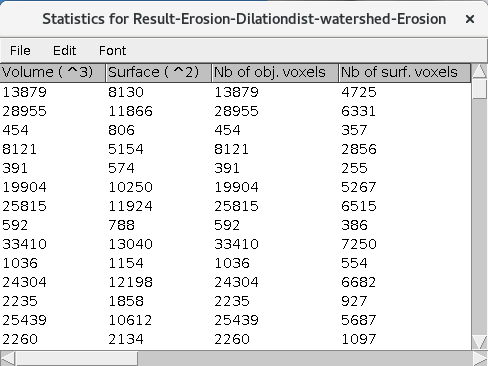 Statistics for Result-Erosion-Dilationdist-watershed-Erosion ×
File Edit Font
Volume ( ^3) Surface ( ^2) Nb of obj. voxels Nb of surf. voxels
13879 8130 13879 4725
28955 11866 28955 6331
454 806 454 357
8121 5154 8121 2856
391 574 391 255
19904 10250 19904 5267
25815 11924 25815 6515
592 788 592 386
33410 13040 33410 7250
1036 1154 1036 554
24304 12198 24304 6682
2235 1858 2235 927
25439 10612 25439 5687
2260 2134 2260 1097